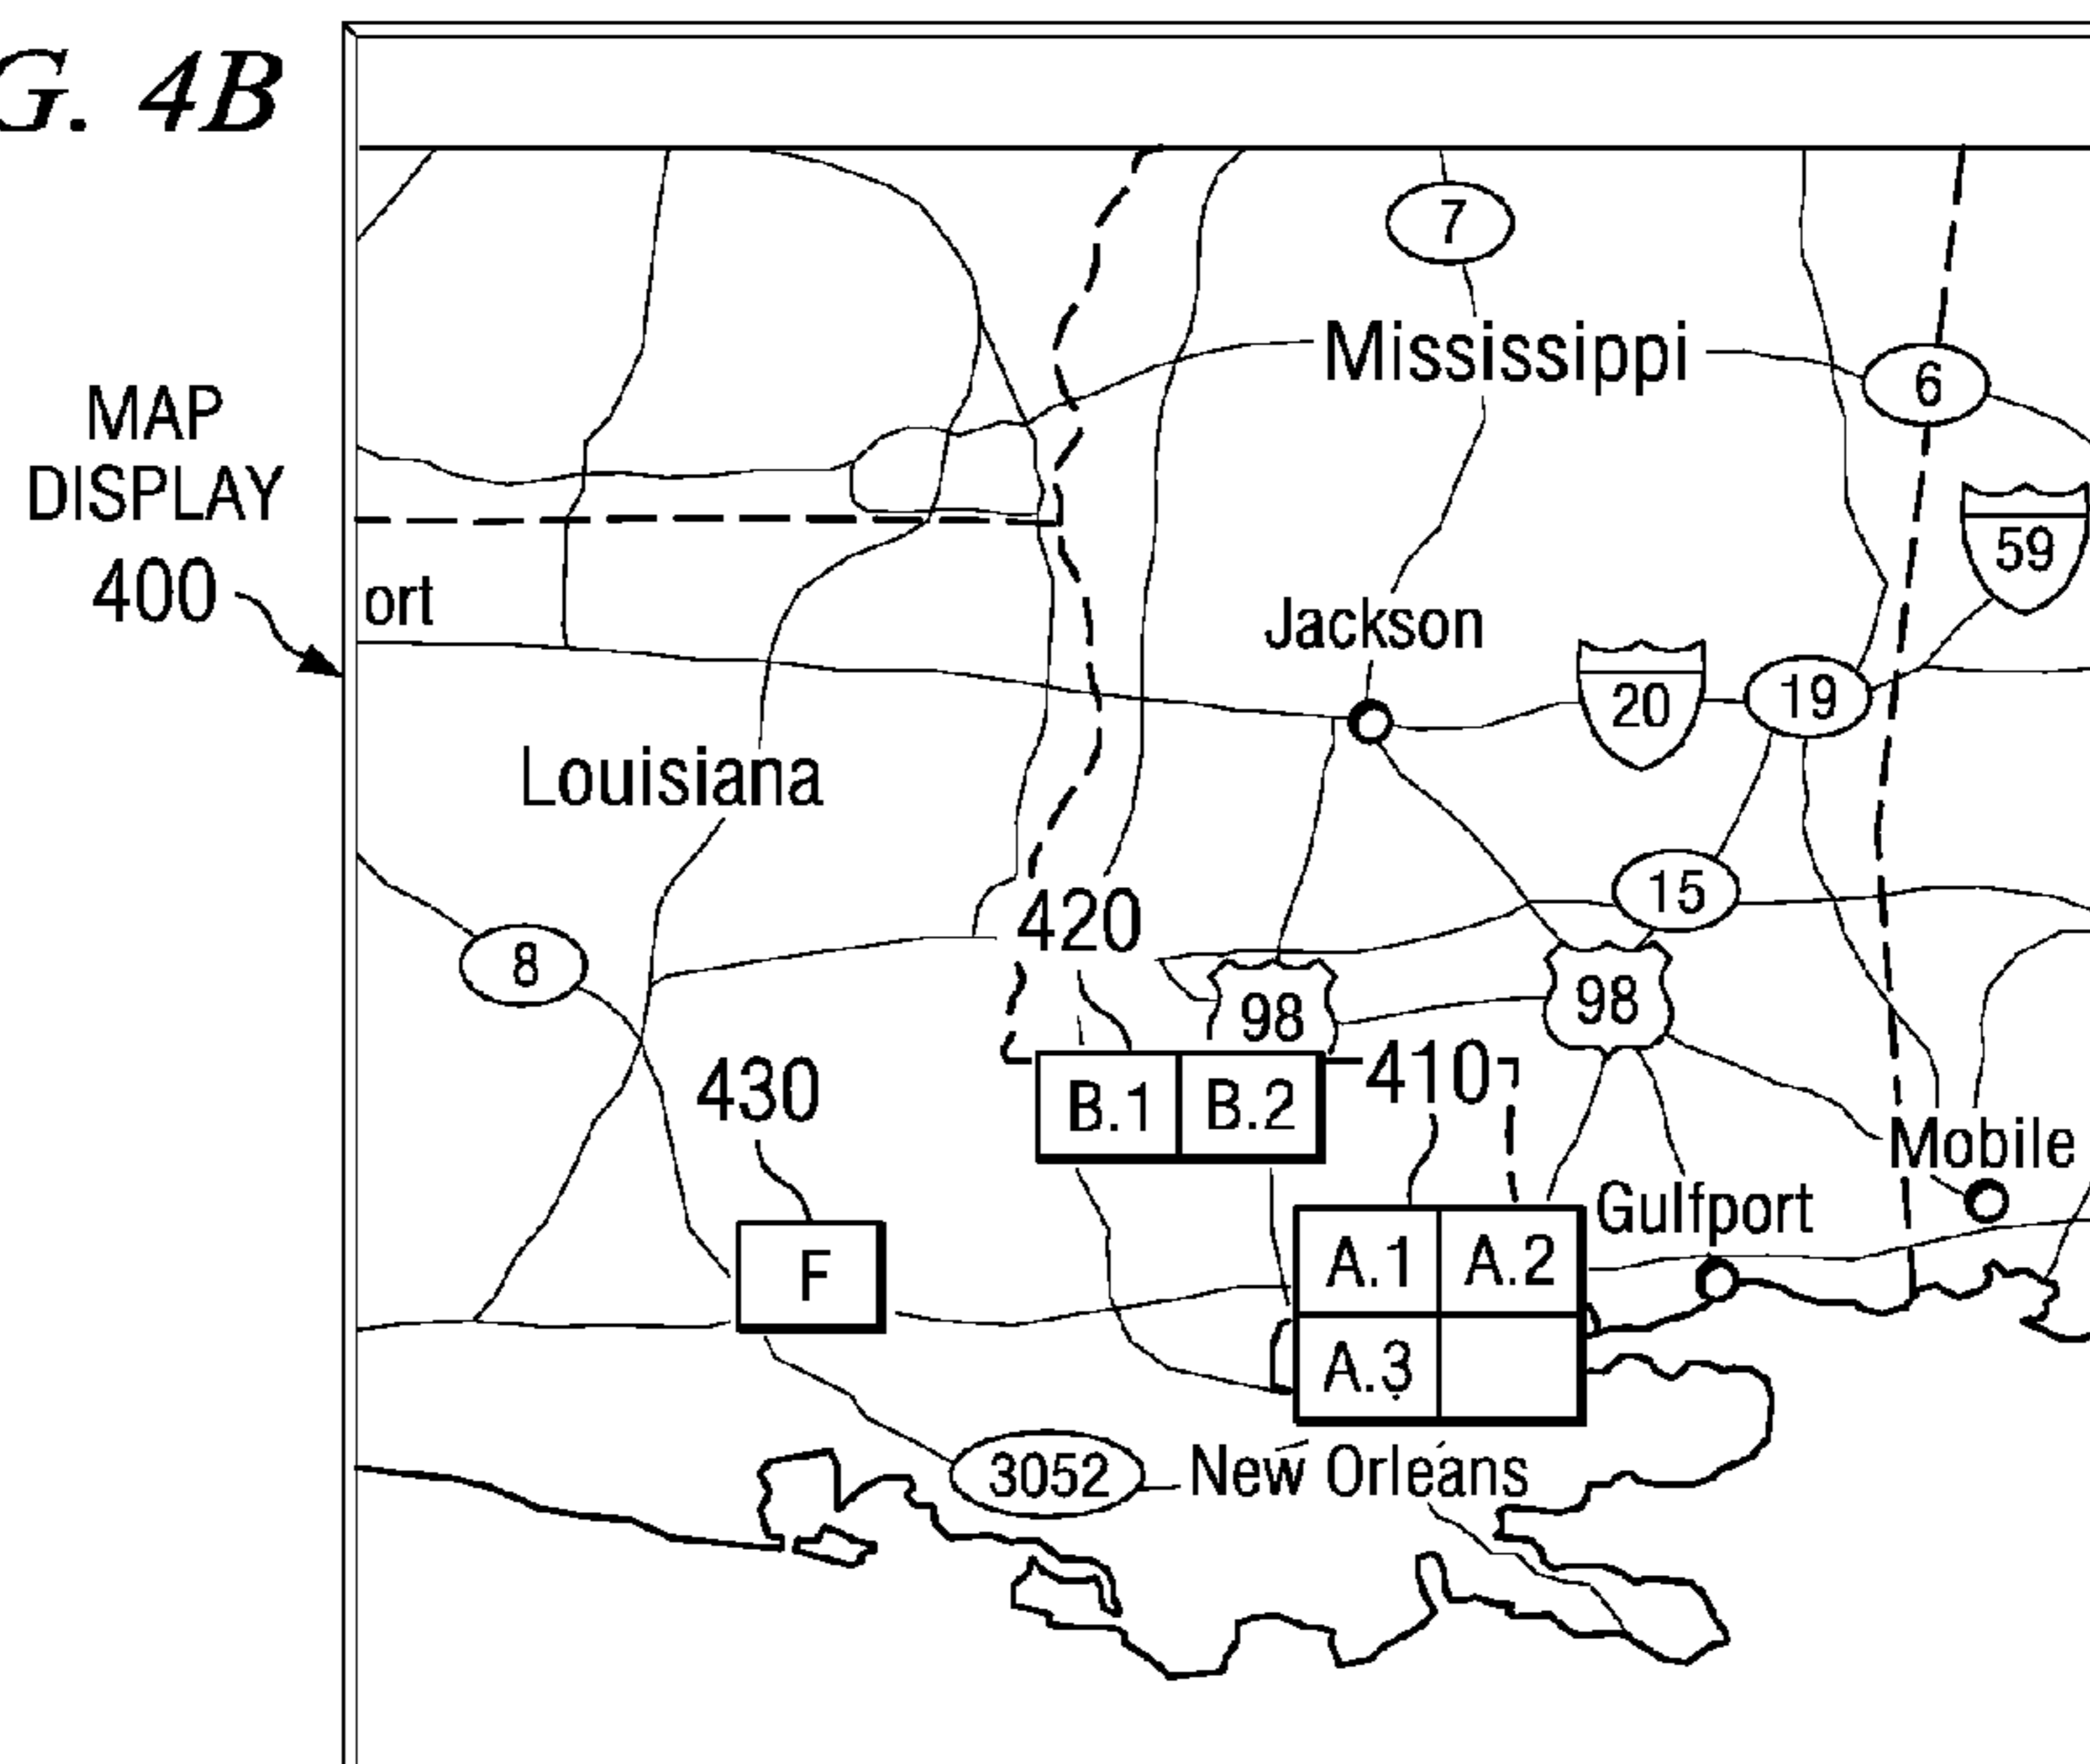 G. 4B
MAP
DISPLAY
400
7
Mississippi
6
59
ort
Jackson
20
19
Louisiana
420
15
8
98
98
430
B.1 B.2
410
Mobile
Gulfport
F
A.1 A.2
A.3
3052
New Orleans